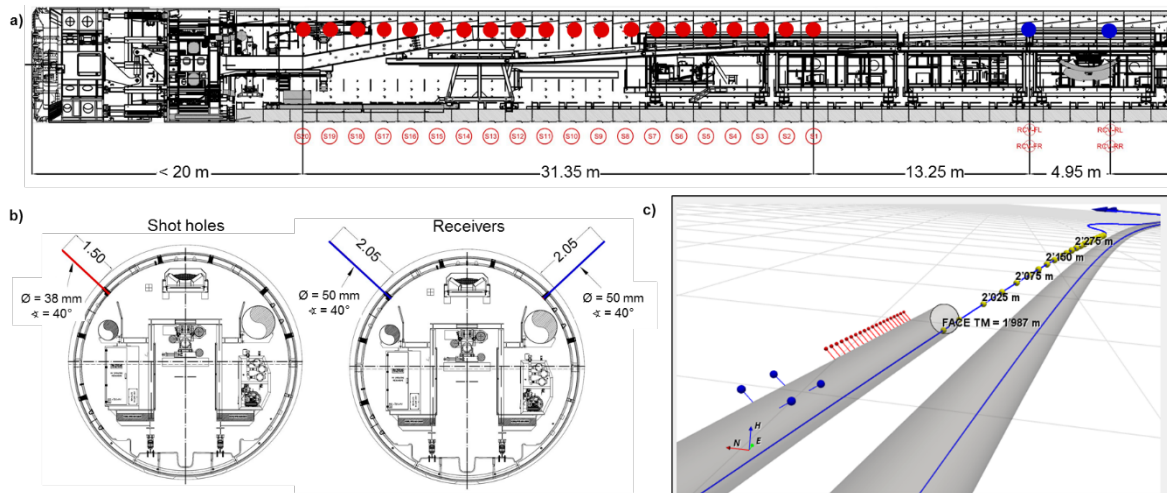 a)
S20 S19 S18 S17 S16 S15 S14 S13 S12 S11 S10 S9 S8 S7 S6 S5 S4 S3 S2 S1 RCV-FL RCV-RL
RCV-FR RCV-RR
< 20 m 31.35 m 13.25 m 4.95 m
b)
Shot holes Receivers
1.50 2.05 2.05
Ø = 38 mm Ø = 50 mm Ø = 50 mm
∢ = 40° ∢ = 40° ∢ = 40°
c)
2'275 m
2'150 m
2'075 m
2'025 m
FACE TM = 1'987 m
H
N E